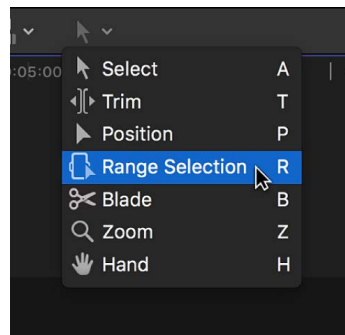 :05:00
Select A
Trim T
Position P
Range Selection R
Blade B
Zoom Z
Hand H